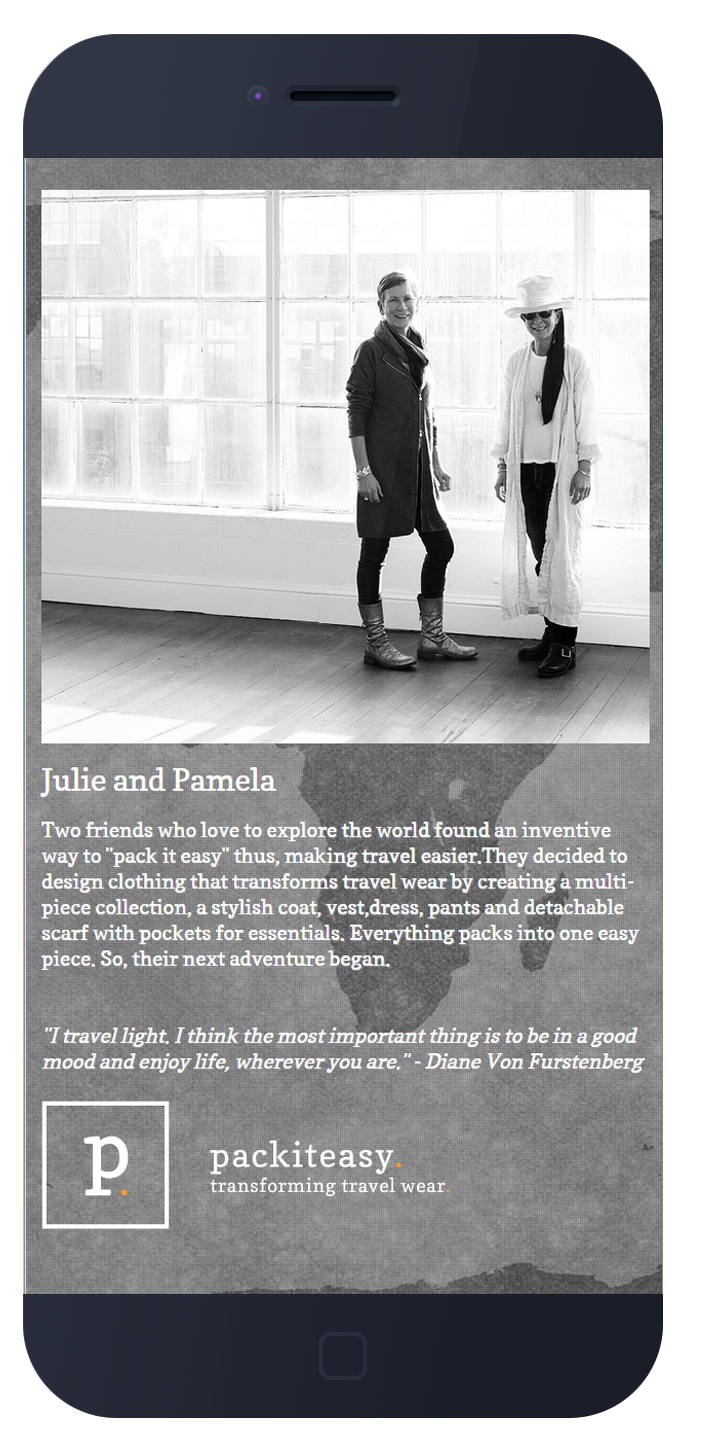 Julie and Pamela
Two friends who love to explore the world found an inventive
way to "pack it easy" thus, making travel easier.They decided to
design clothing that transforms travel wear by creating a multi-
piece collection, a stylish coat, vest,dress, pants and detachable
scarf with pockets for essentials. Everything packs into one easy
piece. So, their next adventure began.
"I travel light. I think the most important thing is to be in a good
mood and enjoy life, wherever you are." - Diane Von Furstenberg
p.
packiteasy.
transforming travel wear.